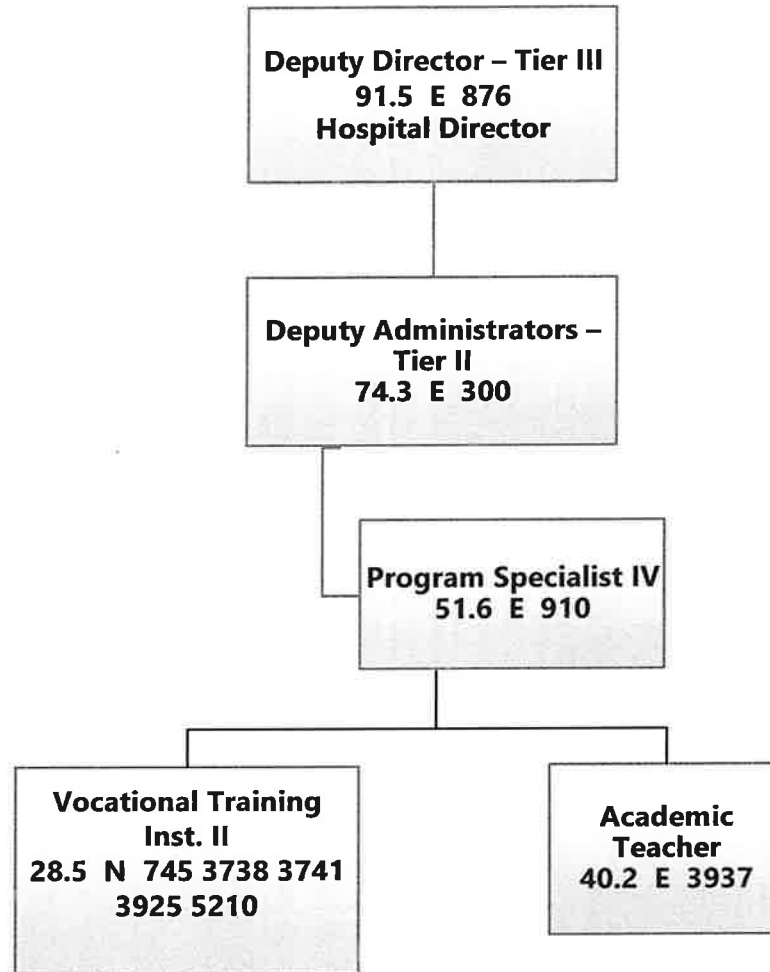 Deputy Director – Tier III
91.5 E 876
Hospital Director
Deputy Administrators –
Tier II
74.3 E 300
Program Specialist IV
51.6 E 910
Vocational Training
Inst. II
28.5 N 745 3738 3741
3925 5210
Academic
Teacher
40.2 E 3937